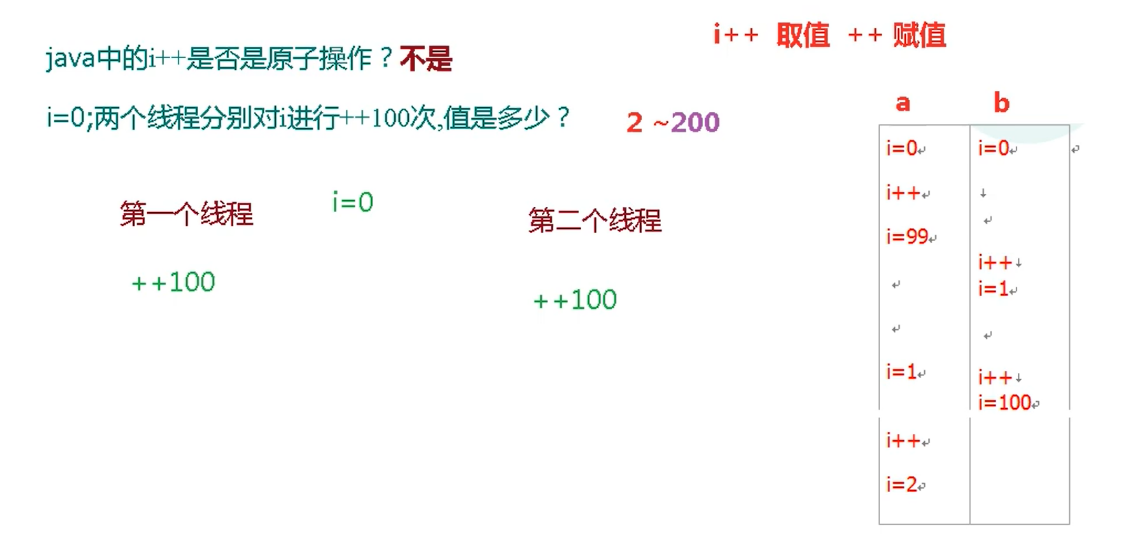 i++ 取值 ++ 赋值
java中的i++是否是原子操作？不是
i=0;两个线程分别对i进行++100次,值是多少？ 2 ~200
第一个线程 i=0 第二个线程
++100 ++100
a b
i=0 i=0
i++
i=99
i++
i=1
i=1
i++
i=100
i++
i=2